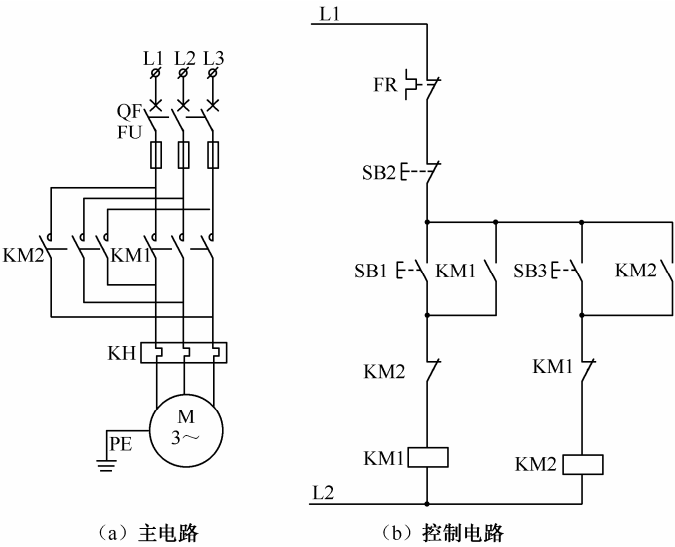 L1 L2 L3
QF
FU
KM2
KM1
KH
M
3～
PE
（a）主电路
L1
FR
SB2
SB1
KM1
SB3
KM2
KM2
KM1
KM1
KM2
L2
（b）控制电路